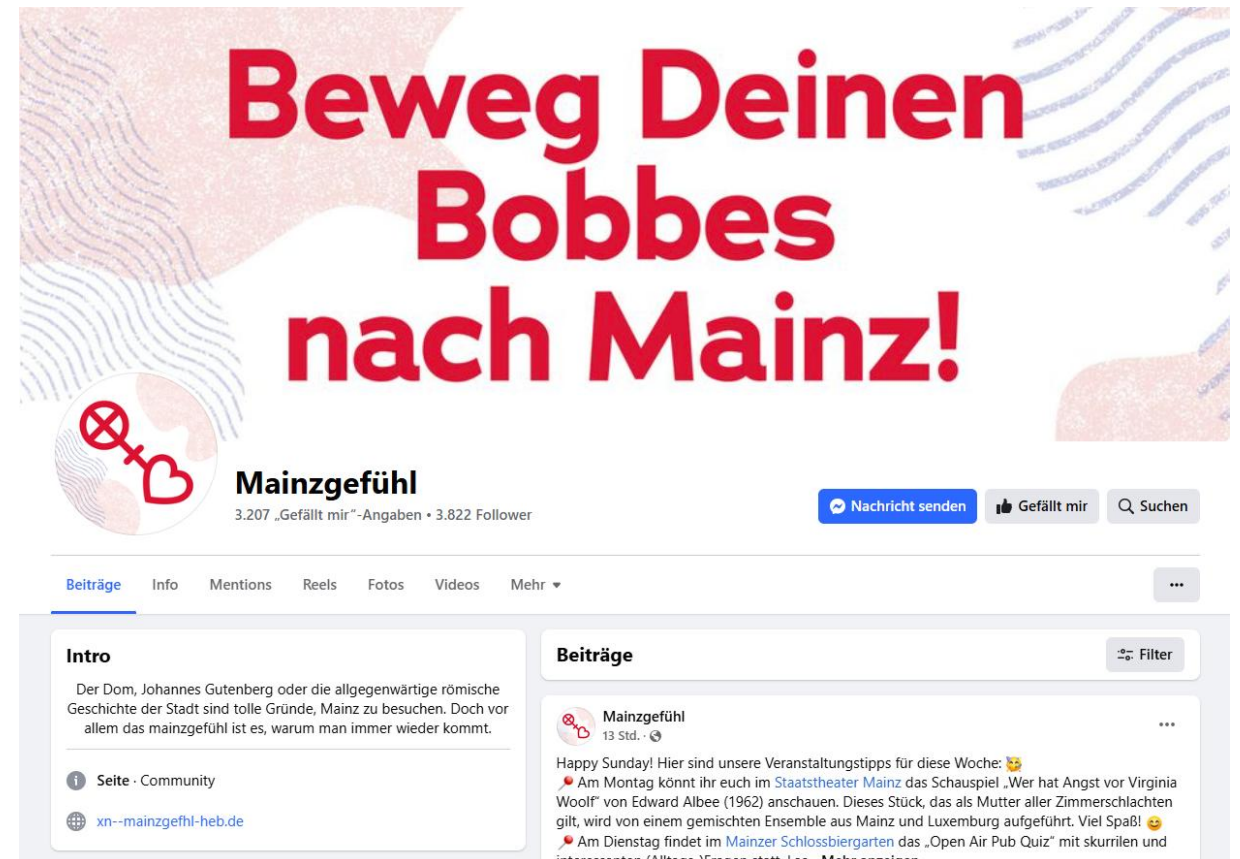 Beweg Deinen
Bobbes
nach Mainz!
Mainzgefühl
3.207 „Gefällt mir“-Angaben • 3.822 Follower
Nachricht senden
Gefällt mir
Suchen
Beiträge
Info
Mentions
Reels
Fotos
Videos
Mehr
Intro
Der Dom, Johannes Gutenberg oder die allgegenwärtige römische
Geschichte der Stadt sind tolle Gründe, Mainz zu besuchen. Doch vor
allem das mainzgefühl ist es, warum man immer wieder kommt.
Seite · Community
xn--mainzgefhl-heb.de
Beiträge
Filter
Mainzgefühl
13 Std. ·
Happy Sunday! Hier sind unsere Veranstaltungstipps für diese Woche: 🥳
📍 Am Montag könnt ihr euch im Staatstheater Mainz das Schauspiel „Wer hat Angst vor Virginia
Woolf“ von Edward Albee (1962) anschauen. Dieses Stück, das als Mutter aller Zimmerschlachten
gilt, wird von einem gemischten Ensemble aus Mainz und Luxemburg aufgeführt. Viel Spaß! 😊
📍 Am Dienstag findet im Mainzer Schlossbiergarten das „Open Air Pub Quiz“ mit skurrilen und